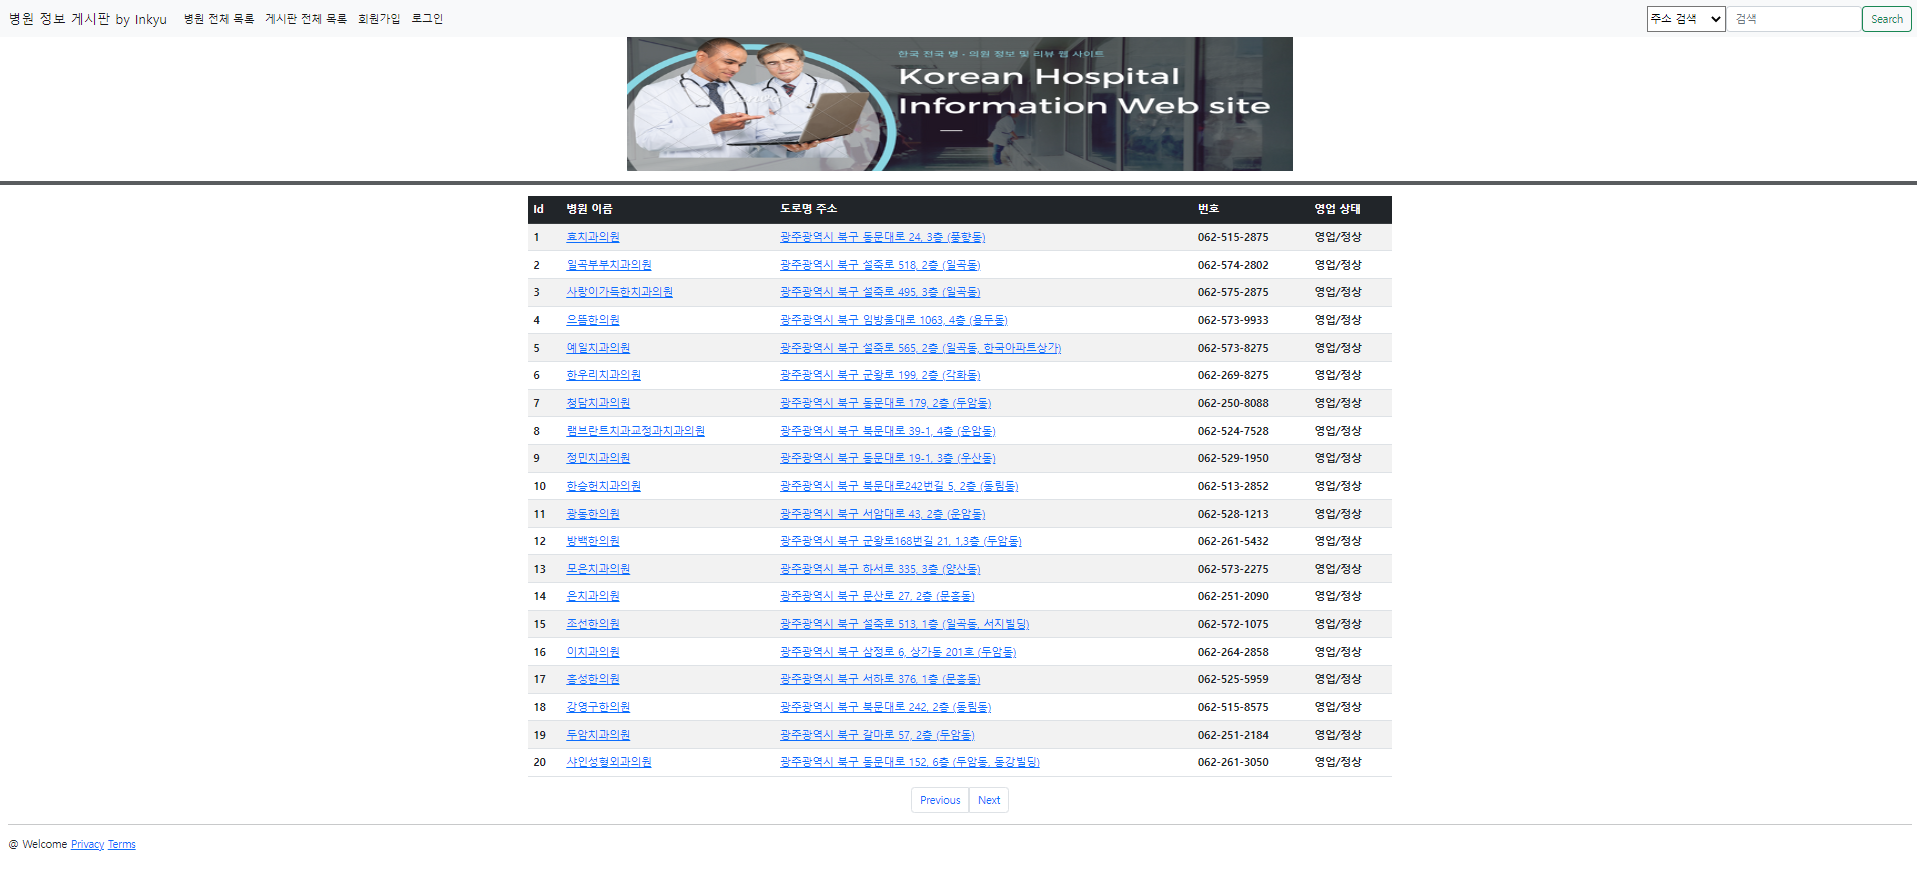 병원 정보 게시판 by Inkyu 병원 전체 목록 게시판 전체 목록 회원가입 로그인 주소 검색 검색 Search
한국 전국 병 - 의원 정보 및 리뷰 웹 사이트
Korean Hospital
Information Web site
Id 병원 이름 도로명 주소 번호 영업 상태
1 효치과의원 광주광역시 북구 동문대로 24, 3층 (풍향동) 062-515-2875 영업/정상
2 일곡부부치과의원 광주광역시 북구 설죽로 518, 2층 (일곡동) 062-574-2802 영업/정상
3 사랑이가득한치과의원 광주광역시 북구 설죽로 495, 3층 (일곡동) 062-575-2875 영업/정상
4 으뜸한의원 광주광역시 북구 임방울대로 1063, 4층 (용두동) 062-573-9933 영업/정상
5 예일치과의원 광주광역시 북구 설죽로 565, 2층 (일곡동, 한국아파트상가) 062-573-8275 영업/정상
6 한우리치과의원 광주광역시 북구 군왕로 199, 2층 (각화동) 062-269-8275 영업/정상
7 청담치과의원 광주광역시 북구 동문대로 179, 2층 (두암동) 062-250-8088 영업/정상
8 램브란트치과교정과치과의원 광주광역시 북구 북문대로 39-1, 4층 (운암동) 062-524-7528 영업/정상
9 정민치과의원 광주광역시 북구 동문대로 19-1, 3층 (우산동) 062-529-1950 영업/정상
10 한승헌치과의원 광주광역시 북구 북문대로242번길 5, 2층 (동림동) 062-513-2852 영업/정상
11 광동한의원 광주광역시 북구 서암대로 43, 2층 (운암동) 062-528-1213 영업/정상
12 방백한의원 광주광역시 북구 군왕로168번길 21, 1,3층 (두암동) 062-261-5432 영업/정상
13 모은치과의원 광주광역시 북구 하서로 335, 3층 (양산동) 062-573-2275 영업/정상
14 은치과의원 광주광역시 북구 문산로 27, 2층 (문흥동) 062-251-2090 영업/정상
15 조선한의원 광주광역시 북구 설죽로 513, 1층 (일곡동, 서지빌딩) 062-572-1075 영업/정상
16 이치과의원 광주광역시 북구 삼정로 6, 상가동 201호 (두암동) 062-264-2858 영업/정상
17 홍성한의원 광주광역시 북구 서하로 376, 1층 (문흥동) 062-525-5959 영업/정상
18 강영구한의원 광주광역시 북구 북문대로 242, 2층 (동림동) 062-515-8575 영업/정상
19 두암치과의원 광주광역시 북구 갈마로 57, 2층 (두암동) 062-251-2184 영업/정상
20 샤인성형외과의원 광주광역시 북구 동문대로 152, 6층 (두암동, 동강빌딩) 062-261-3050 영업/정상
Previous Next
@ Welcome Privacy Terms